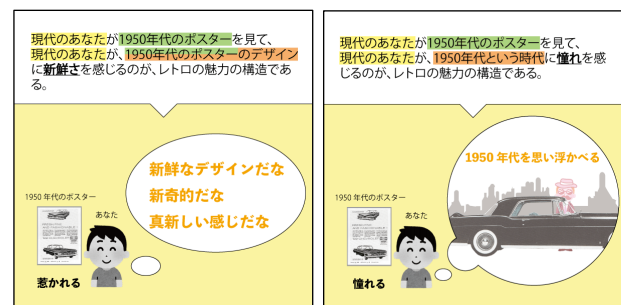 現代のあなたが1950年代のポスターを見て、
現代のあなたが、1950年代のポスターのデザイン
に新鮮さを感じるのが、レトロの魅力の構造であ
る。
新鮮なデザインだな
新奇的だな
真新しい感じだな
1950 年代のポスター
あなた
惹かれる
現代のあなたが1950年代のポスターを見て、
現代のあなたが、1950年代という時代に憧れを感
じるのが、レトロの魅力の構造である。
1950 年代を思い浮かべる
1950 年代のポスター
あなた
憧れる